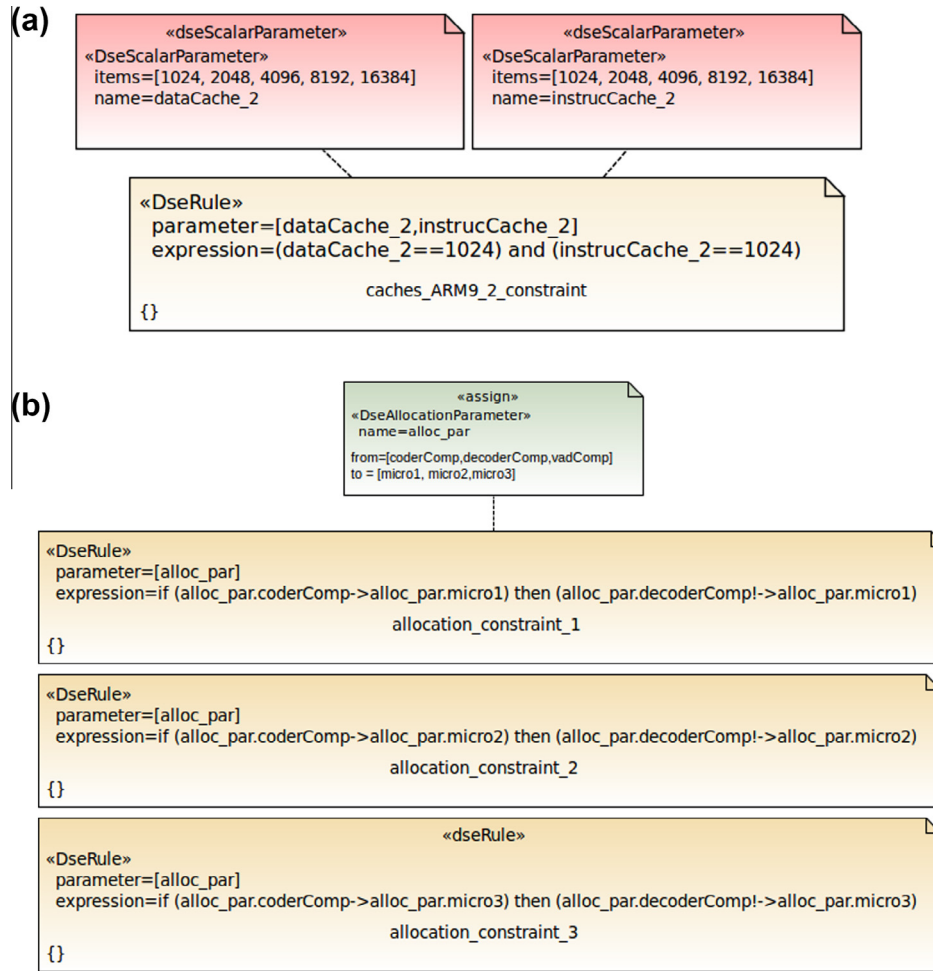 (a)
«dseScalarParameter»
«DseScalarParameter»
items=[1024, 2048, 4096, 8192, 16384]
name=dataCache_2
«dseScalarParameter»
«DseScalarParameter»
items=[1024, 2048, 4096, 8192, 16384]
name=instrucCache_2
«DseRule»
parameter=[dataCache_2,instrucCache_2]
expression=(dataCache_2==1024) and (instrucCache_2==1024)
caches_ARM9_2_constraint
{}
(b)
«assign»
«DseAllocationParameter»
name=alloc_par
from=[coderComp,decoderComp,vadComp]
to = [micro1, micro2,micro3]
«DseRule»
parameter=[alloc_par]
expression=if (alloc_par.coderComp->alloc_par.micro1) then (alloc_par.decoderComp!->alloc_par.micro1)
allocation_constraint_1
{}
«DseRule»
parameter=[alloc_par]
expression=if (alloc_par.coderComp->alloc_par.micro2) then (alloc_par.decoderComp!->alloc_par.micro2)
allocation_constraint_2
{}
«dseRule»
«DseRule»
parameter=[alloc_par]
expression=if (alloc_par.coderComp->alloc_par.micro3) then (alloc_par.decoderComp!->alloc_par.micro3)
allocation_constraint_3
{}